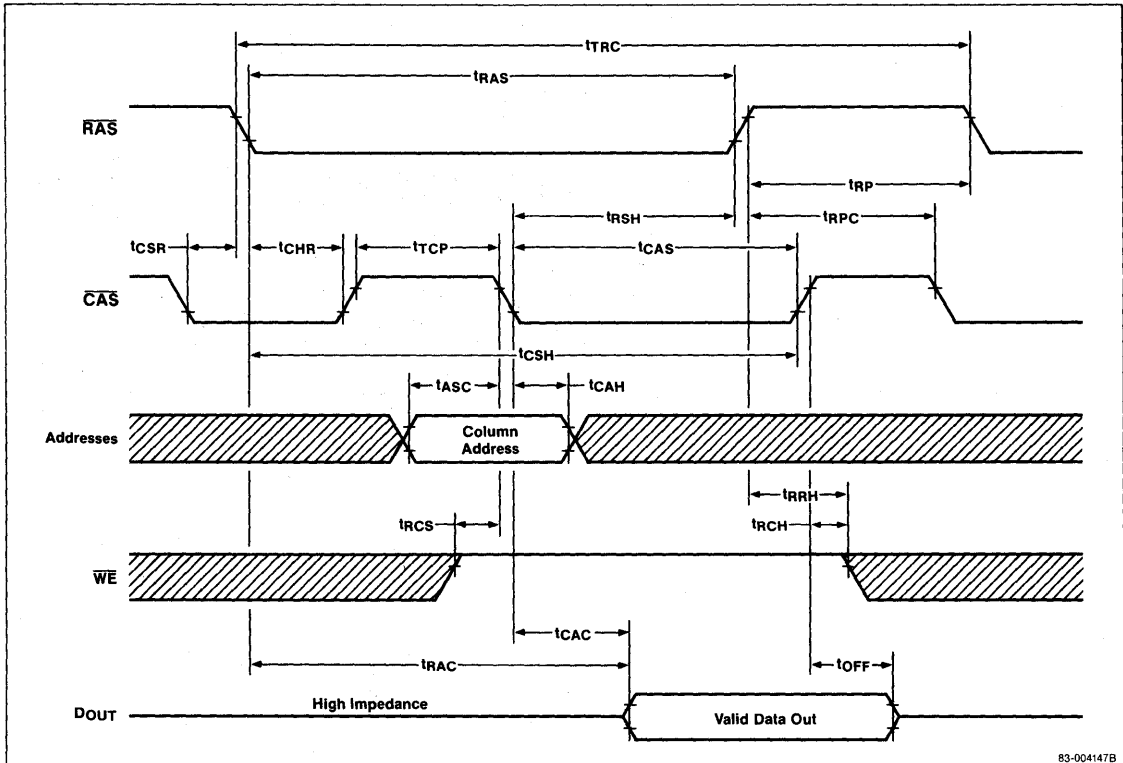 tTRC
tRAS
RAS
tRP
tRSH
tRPC
tCSR
tCHR
tTCP
tCAS
CAS
tCSH
tASC
tCAH
Addresses
Column
Address
tRRH
tRCS
tRCH
WE
tCAC
tRAC
tOFF
High Impedance
DOUT
Valid Data Out
83-004147B